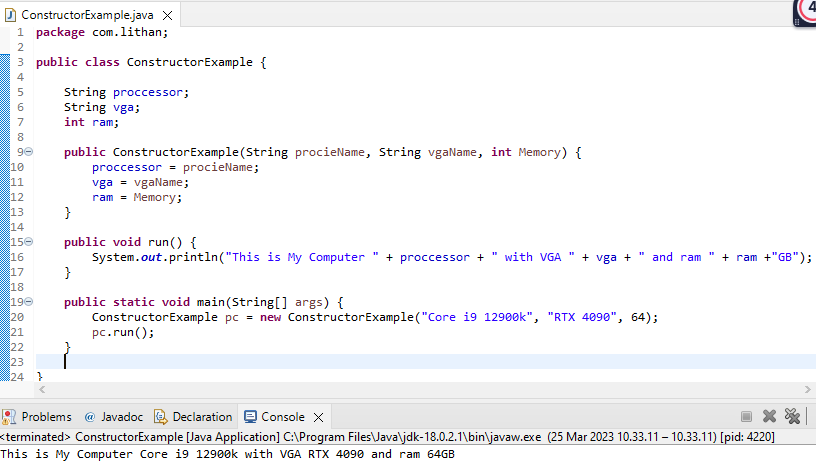 ConstructorExample.java
4
1 package com.lithan;
2
3 public class ConstructorExample {
4
5 String proccessor;
6 String vga;
7 int ram;
8
9 public ConstructorExample(String procieName, String vgaName, int Memory) {
10 proccessor = procieName;
11 vga = vgaName;
12 ram = Memory;
13 }
14
15 public void run() {
16 System.out.println("This is My Computer " + proccessor + " with VGA " + vga + " and ram " + ram +"GB");
17 }
18
19 public static void main(String[] args) {
20 ConstructorExample pc = new ConstructorExample("Core i9 12900k", "RTX 4090", 64);
21 pc.run();
22 }
23
24 }
Problems @ Javadoc Declaration Console
<terminated> ConstructorExample [Java Application] C:\Program Files\Java\jdk-18.0.2.1\bin\javaw.exe (25 Mar 2023 10.33.11 – 10.33.11) [pid: 4220]
This is My Computer Core i9 12900k with VGA RTX 4090 and ram 64GB